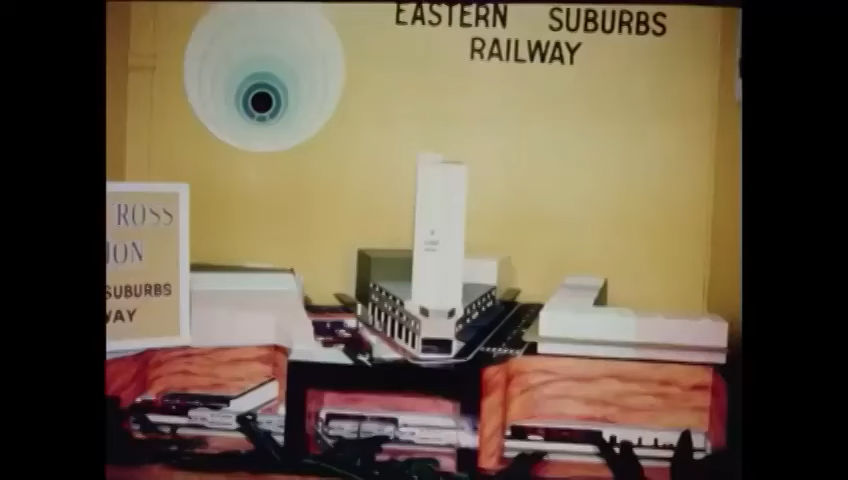 EASTERN SUBURBS
RAILWAY
ROSS
ION
SUBURBS
WAY